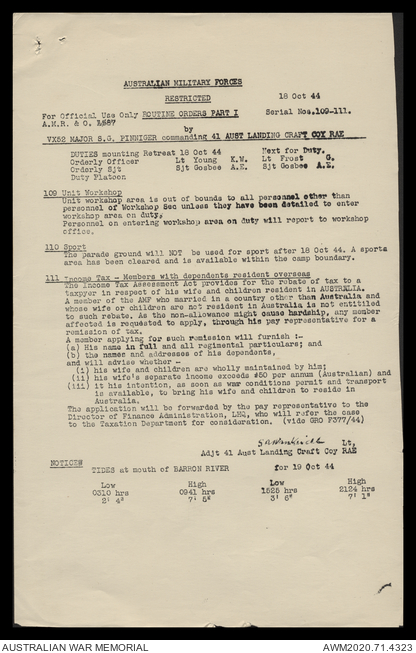 AUSTRALIAN MILITARY FORCES
RESTRICTED
18 Oct 44
For Official Use Only ROUTINE ORDERS PART I Serial Nos.109-111.
A.M.R. & O.
by
VX52 MAJOR S.G. PINNIGER commanding 41 AUST LANDING CRAFT COY RAE
DUTIES mounting Retreat 18 Oct 44 Next for Duty.
Orderly Officer Lt Young K.W. Lt Frost G.
Orderly Sjt Sjt Gosbee A.E. Sjt Gosbee A.E.
Duty Platoon
109 Unit Workshop
Unit workshop area is out of bounds to all personnel other than
personnel of Workshop Sec unless they have been detailed to enter
workshop area on duty.
Personnel on entering workshop area on duty will report to workshop
office.
110 Sport
The parade ground will NOT be used for sport after 18 Oct 44. A sports
area has been cleared and is available within the camp boundary.
111 Income Tax - Members with dependents resident overseas
The Income Tax Assessment Act provides for the rebate of tax to a
taxpyer in respect of his wife and children resident in AUSTRALIA.
A member of the AMF who married in a country other than Australia and
whose wife or children are not resident in Australia is not entitled
to such rebate. As the non-allowance might cause hardship, any member
affected is requested to apply, through his pay representative for a
remission of tax.
A member applying for such remission will furnish :-
(a) His name in full and all regimental particulars; and
(b) the names and addresses of his dependents,
and will advise whether -
(i) his wife and children are wholly maintained by him;
(ii) his wife's separate income exceeds £50 per annum (Australian) and
(iii) it his intention, as soon as war conditions permit and transport
is available, to bring his wife and children to reside in
Australia.
The application will be forwarded by the pay representative to the
Director of Finance Administration, LHQ, who will refer the case
to the Taxation Department for consideration. (vide GRO F377/44)
Lt,
Adjt 41 Aust Landing Craft Coy RAE
NOTICES
TIDES at mouth of BARRON RIVER for 19 Oct 44
Low High Low High
0310 hrs 0941 hrs 1525 hrs 2124 hrs
2' 4" 7' 5" 3' 6" 7' 1"
AUSTRALIAN WAR MEMORIAL AWM2020.71.4323